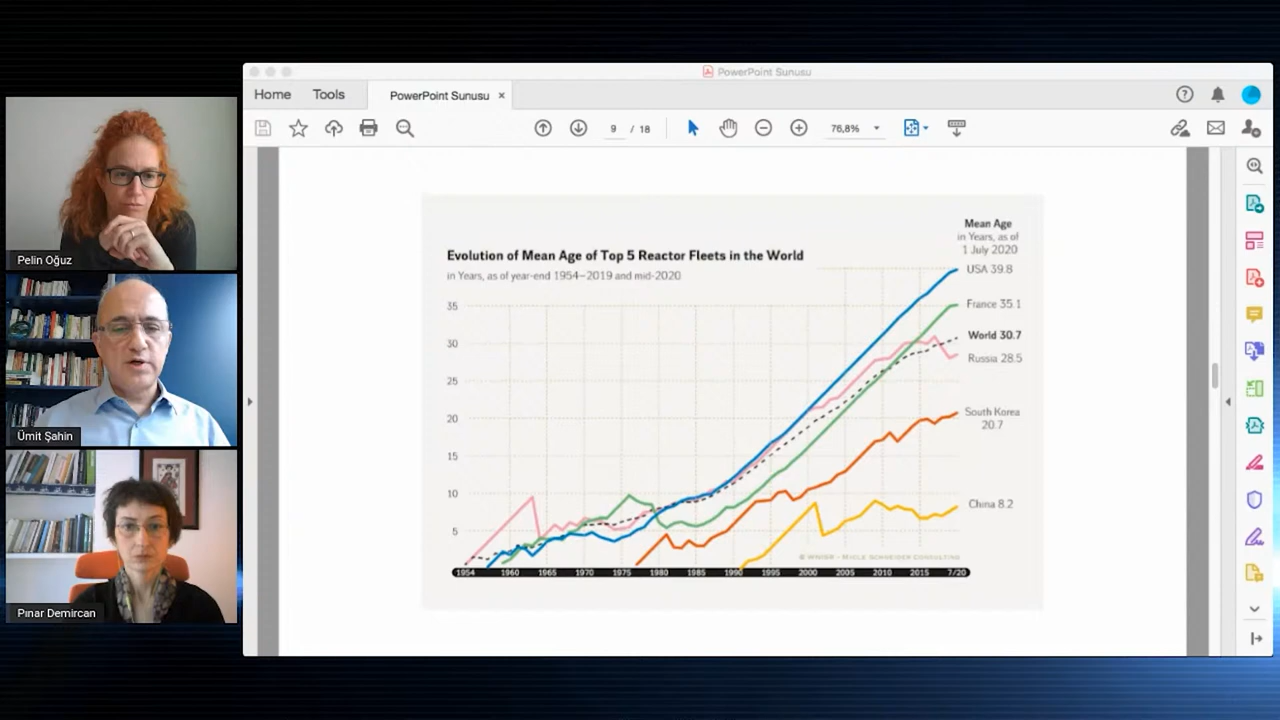 PowerPoint Sunusu
Home
Tools
PowerPoint Sunusu ×
9 / 18
76,8%
Pelin Oğuz
Ümit Şahin
Pınar Demircan
Evolution of Mean Age of Top 5 Reactor Fleets in the World
in Years, as of year-end 1954–2019 and mid-2020
Mean Age
in Years, as of
1 July 2020
USA 39.8
France 35.1
World 30.7
Russia 28.5
South Korea
20.7
China 8.2
35
30
25
20
15
10
5
© WNISR - MYCLE SCHNEIDER CONSULTING
1954 1960 1965 1970 1975 1980 1985 1990 1995 2000 2005 2010 2015 7/20